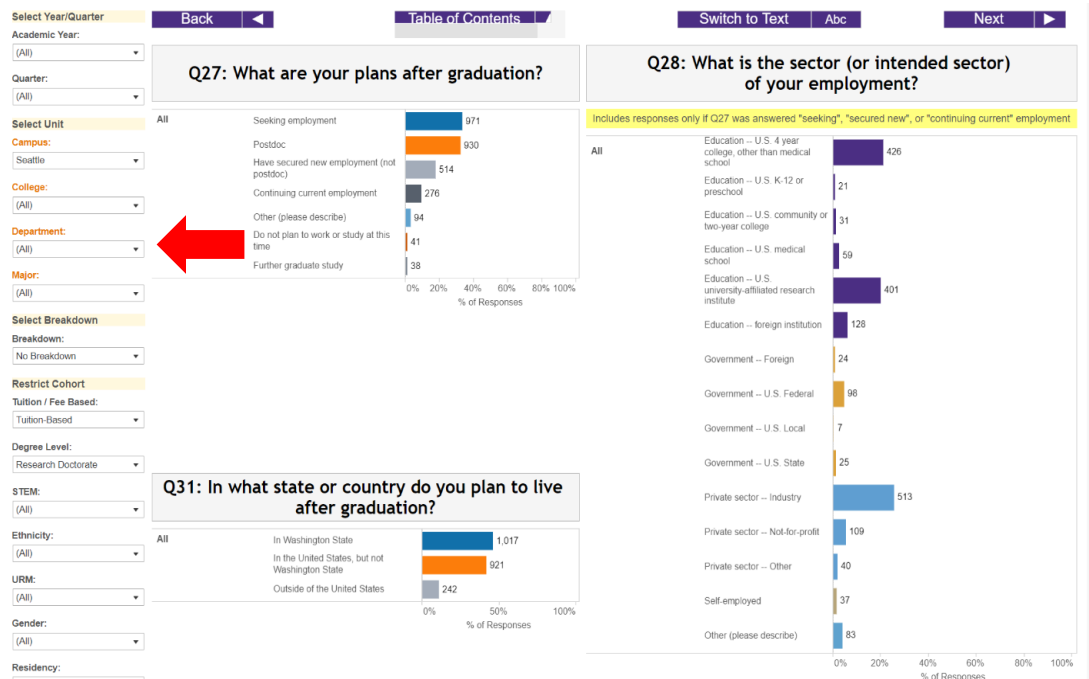 Select Year/Quarter
Academic Year:
(All)
Quarter:
(All)
Select Unit
Campus:
Seattle
College:
(All)
Department:
(All)
Major:
(All)
Select Breakdown
Breakdown:
No Breakdown
Restrict Cohort
Tuition / Fee Based:
Tuition-Based
Degree Level:
Research Doctorate
STEM:
(All)
Ethnicity:
(All)
URM:
(All)
Gender:
(All)
Residency:
Back
Table of Contents
Switch to Text
Abc
Next
Q27: What are your plans after graduation?
All
Seeking employment
971
Postdoc
930
Have secured new employment (not
postdoc)
514
Continuing current employment
276
Other (please describe)
94
Do not plan to work or study at this
time
41
Further graduate study
38
0% 20% 40% 60% 80% 100%
% of Responses
Q31: In what state or country do you plan to live
after graduation?
All
In Washington State
1,017
In the United States, but not
Washington State
921
Outside of the United States
242
0% 50% 100%
% of Responses
Q28: What is the sector (or intended sector)
of your employment?
Includes responses only if Q27 was answered "seeking", "secured new", or "continuing current" employment
All
Education -- U.S. 4 year
college, other than medical
school
426
Education -- U.S. K-12 or
preschool
21
Education -- U.S. community or
two-year college
31
Education -- U.S. medical
school
59
Education -- U.S.
university-affiliated research
institute
401
Education -- foreign institution
128
Government -- Foreign
24
Government -- U.S. Federal
98
Government -- U.S. Local
7
Government -- U.S. State
25
Private sector -- Industry
513
Private sector -- Not-for-profit
109
Private sector -- Other
40
Self-employed
37
Other (please describe)
83
0% 20% 40% 60% 80% 100%
% of Responses